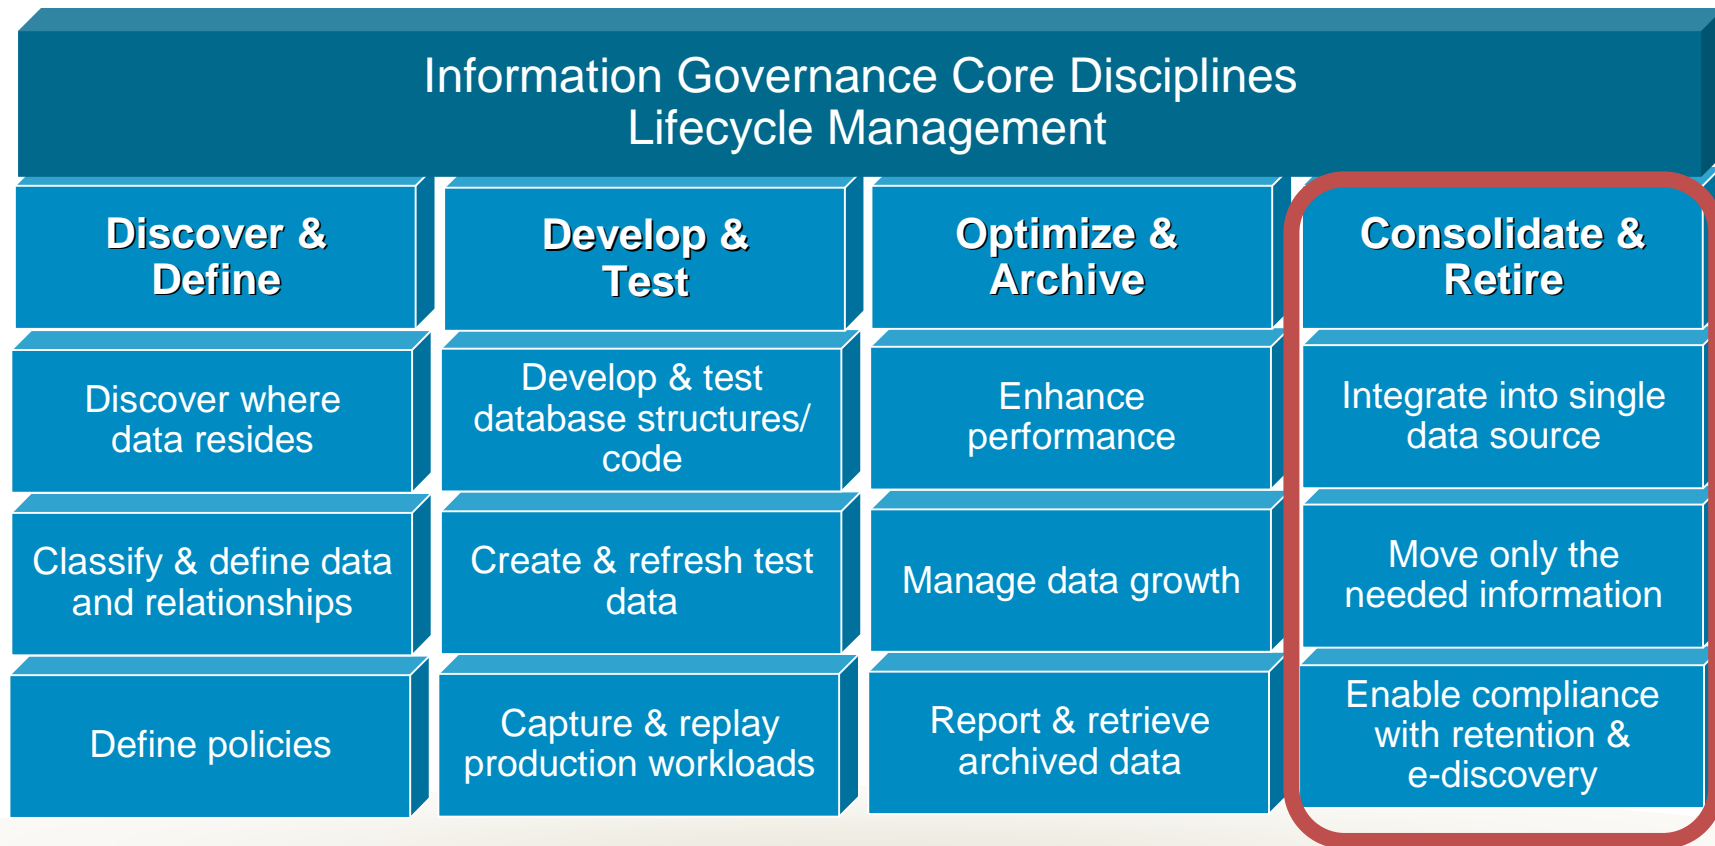 Information Governance Core Disciplines
Lifecycle Management
Discover &
Define
Discover where
data resides
Classify & define data
and relationships
Define policies
Develop &
Test
Develop & test
database structures/
code
Create & refresh test
data
Capture & replay
production workloads
Optimize &
Archive
Enhance
performance
Manage data growth
Report & retrieve
archived data
Consolidate &
Retire
Integrate into single
data source
Move only the
needed information
Enable compliance
with retention &
e-discovery